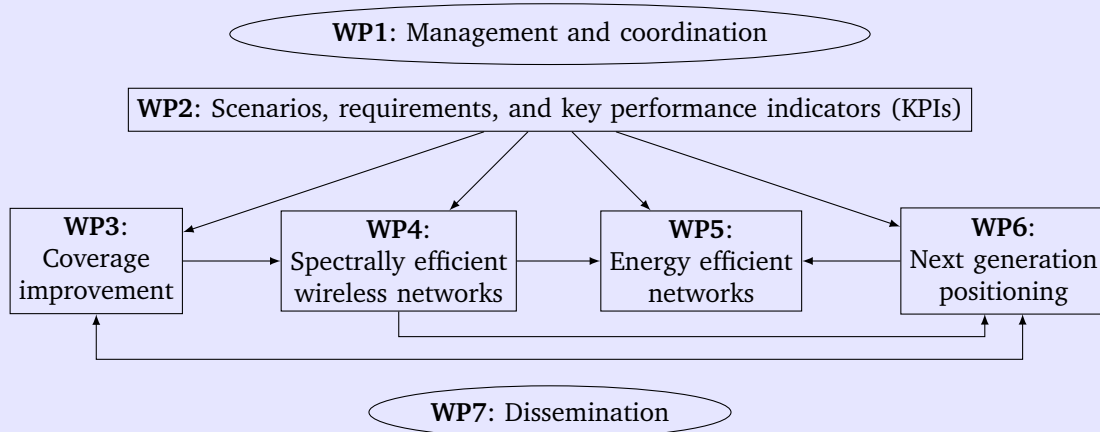 WP1: Management and coordination
WP2: Scenarios, requirements, and key performance indicators (KPIs)
WP3:
Coverage
improvement
WP4:
Spectrally efficient
wireless networks
WP5:
Energy efficient
networks
WP6:
Next generation
positioning
WP7: Dissemination